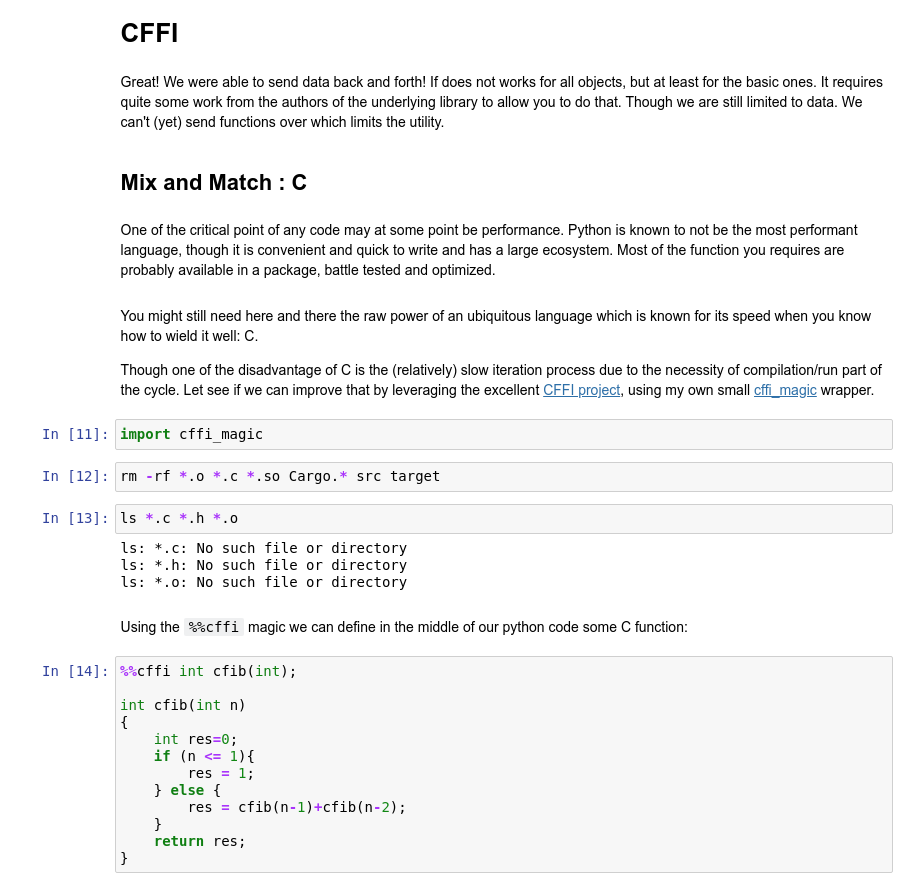 CFFI
Great! We were able to send data back and forth! If does not works for all objects, but at least for the basic ones. It requires
quite some work from the authors of the underlying library to allow you to do that. Though we are still limited to data. We
can't (yet) send functions over which limits the utility.
Mix and Match : C
One of the critical point of any code may at some point be performance. Python is known to not be the most performant
language, though it is convenient and quick to write and has a large ecosystem. Most of the function you requires are
probably available in a package, battle tested and optimized.
You might still need here and there the raw power of an ubiquitous language which is known for its speed when you know
how to wield it well: C.
Though one of the disadvantage of C is the (relatively) slow iteration process due to the necessity of compilation/run part of
the cycle. Let see if we can improve that by leveraging the excellent CFFI project, using my own small cffi_magic wrapper.
In [11]: import cffi_magic
In [12]: rm -rf *.o *.c *.so Cargo.* src target
In [13]: ls *.c *.h *.o
ls: *.c: No such file or directory
ls: *.h: No such file or directory
ls: *.o: No such file or directory
Using the %%cffi magic we can define in the middle of our python code some C function:
In [14]: %%cffi int cfib(int);
int cfib(int n)
{
    int res=0;
    if (n <= 1){
        res = 1;
    } else {
        res = cfib(n-1)+cfib(n-2);
    }
    return res;
}